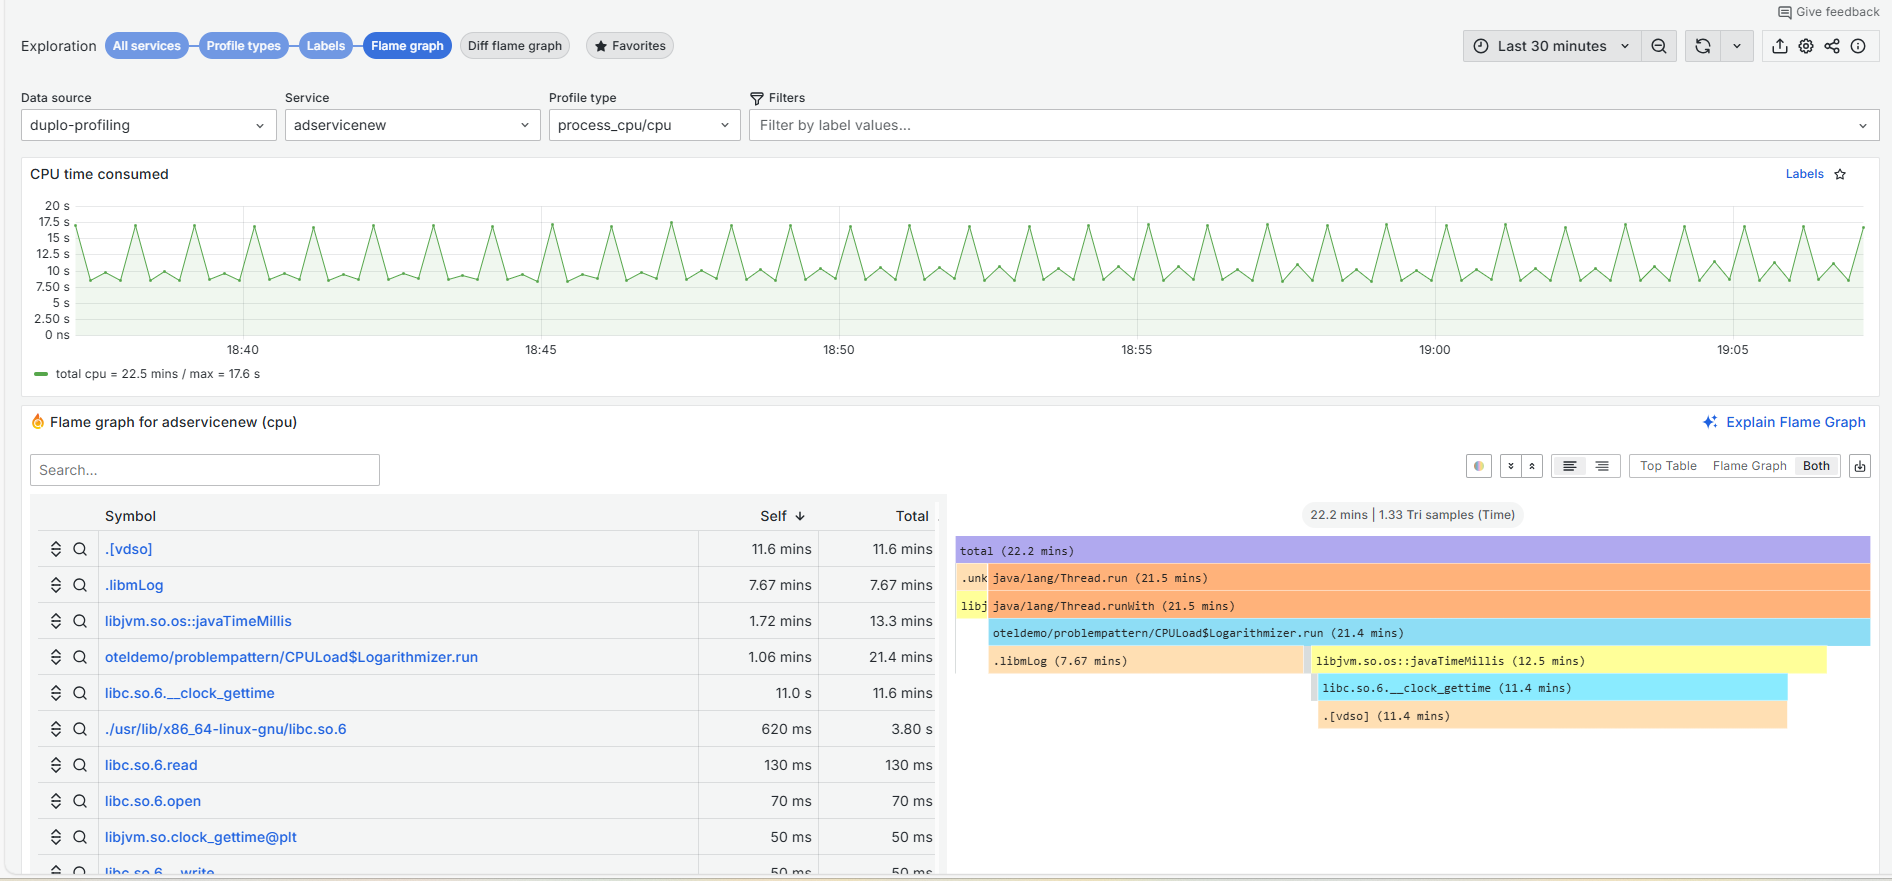 Give feedback
Exploration All services Profile types Labels Flame graph Diff flame graph Favorites Last 30 minutes
Data source Service Profile type Filters
duplo-profiling adservicenew process_cpu/cpu Filter by label values...
CPU time consumed Labels
20 s
17.5 s
15 s
12.5 s
10 s
7.50 s
5 s
2.50 s
0 ns
18:40 18:45 18:50 18:55 19:00 19:05
total cpu = 22.5 mins / max = 17.6 s
Flame graph for adservicenew (cpu) Explain Flame Graph
Search... Top Table Flame Graph Both
Symbol Self Total
.[vdso] 11.6 mins 11.6 mins
.libmLog 7.67 mins 7.67 mins
libjvm.so.os::javaTimeMillis 1.72 mins 13.3 mins
oteldemo/problempattern/CPULoad$Logarithmizer.run 1.06 mins 21.4 mins
libc.so.6.__clock_gettime 11.0 s 11.6 mins
./usr/lib/x86_64-linux-gnu/libc.so.6 620 ms 3.80 s
libc.so.6.read 130 ms 130 ms
libc.so.6.open 70 ms 70 ms
libjvm.so.clock_gettime@plt 50 ms 50 ms
libc.so.6.__write 50 ms 50 ms
22.2 mins | 1.33 Tri samples (Time)
total (22.2 mins)
.unk java/lang/Thread.run (21.5 mins)
libj java/lang/Thread.runWith (21.5 mins)
oteldemo/problempattern/CPULoad$Logarithmizer.run (21.4 mins)
.libmLog (7.67 mins) libjvm.so.os::javaTimeMillis (12.5 mins)
libc.so.6.__clock_gettime (11.4 mins)
.[vdso] (11.4 mins)